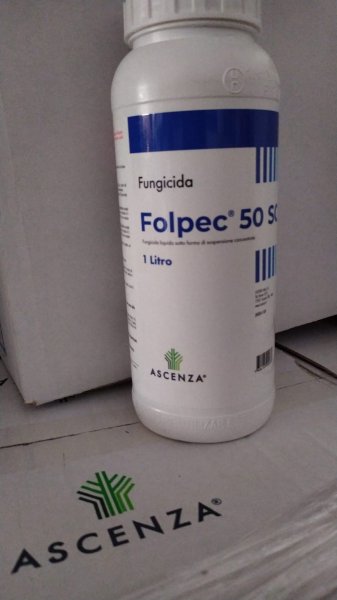 Fungicida
Folpec® 50 SC
Fungicida liquido sotto forma di sospensione concentrata
1 Litro
ASCENZA®
ASCENZA®